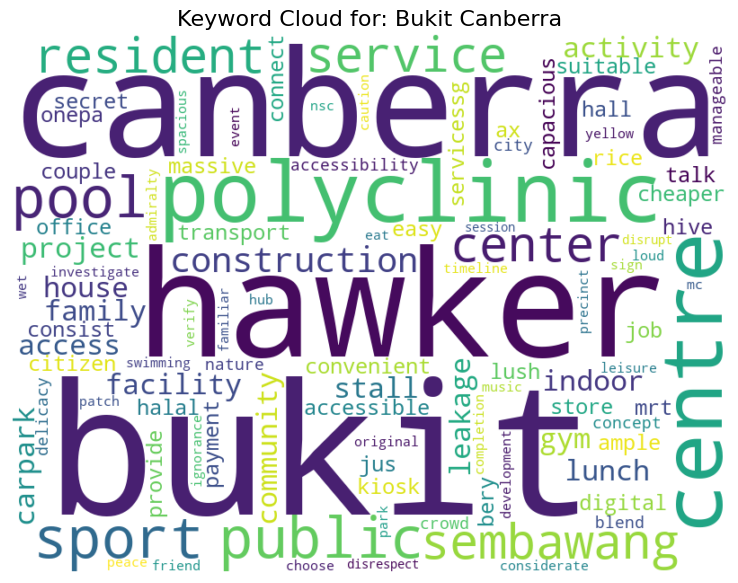 Keyword Cloud for: Bukit Canberra
resident
service
activity
suitable
connect
canberra
secret
onepa
spacious
event
nsc
caution
servicessg
ax
city
capacious
hall
yellow
manageable
couple
massive
accessibility
rice
talk
cheaper
pool
polyclinic
office
admiralty
transport
easy
center
session
hive
disrupt
project
eat
loud
construction
timeline
sign
investigate
house
hawker
centre
wet
family
verify
familiar
hub
precinct
mc
consist
job
access
citizen
swimming
nature
convenient
lush
indoor
leisure
facility
stall
music
patch
halal
accessible
store
mrt
concept
delicacy
carpark
bukit
provide
ignorance
payment
community
original
leakage
completion
gym
ample
jus
lunch
kiosk
bery
development
digital
sport
public
park
crowd
sembawang
blend
peace
friend
choose
disrespect
considerate